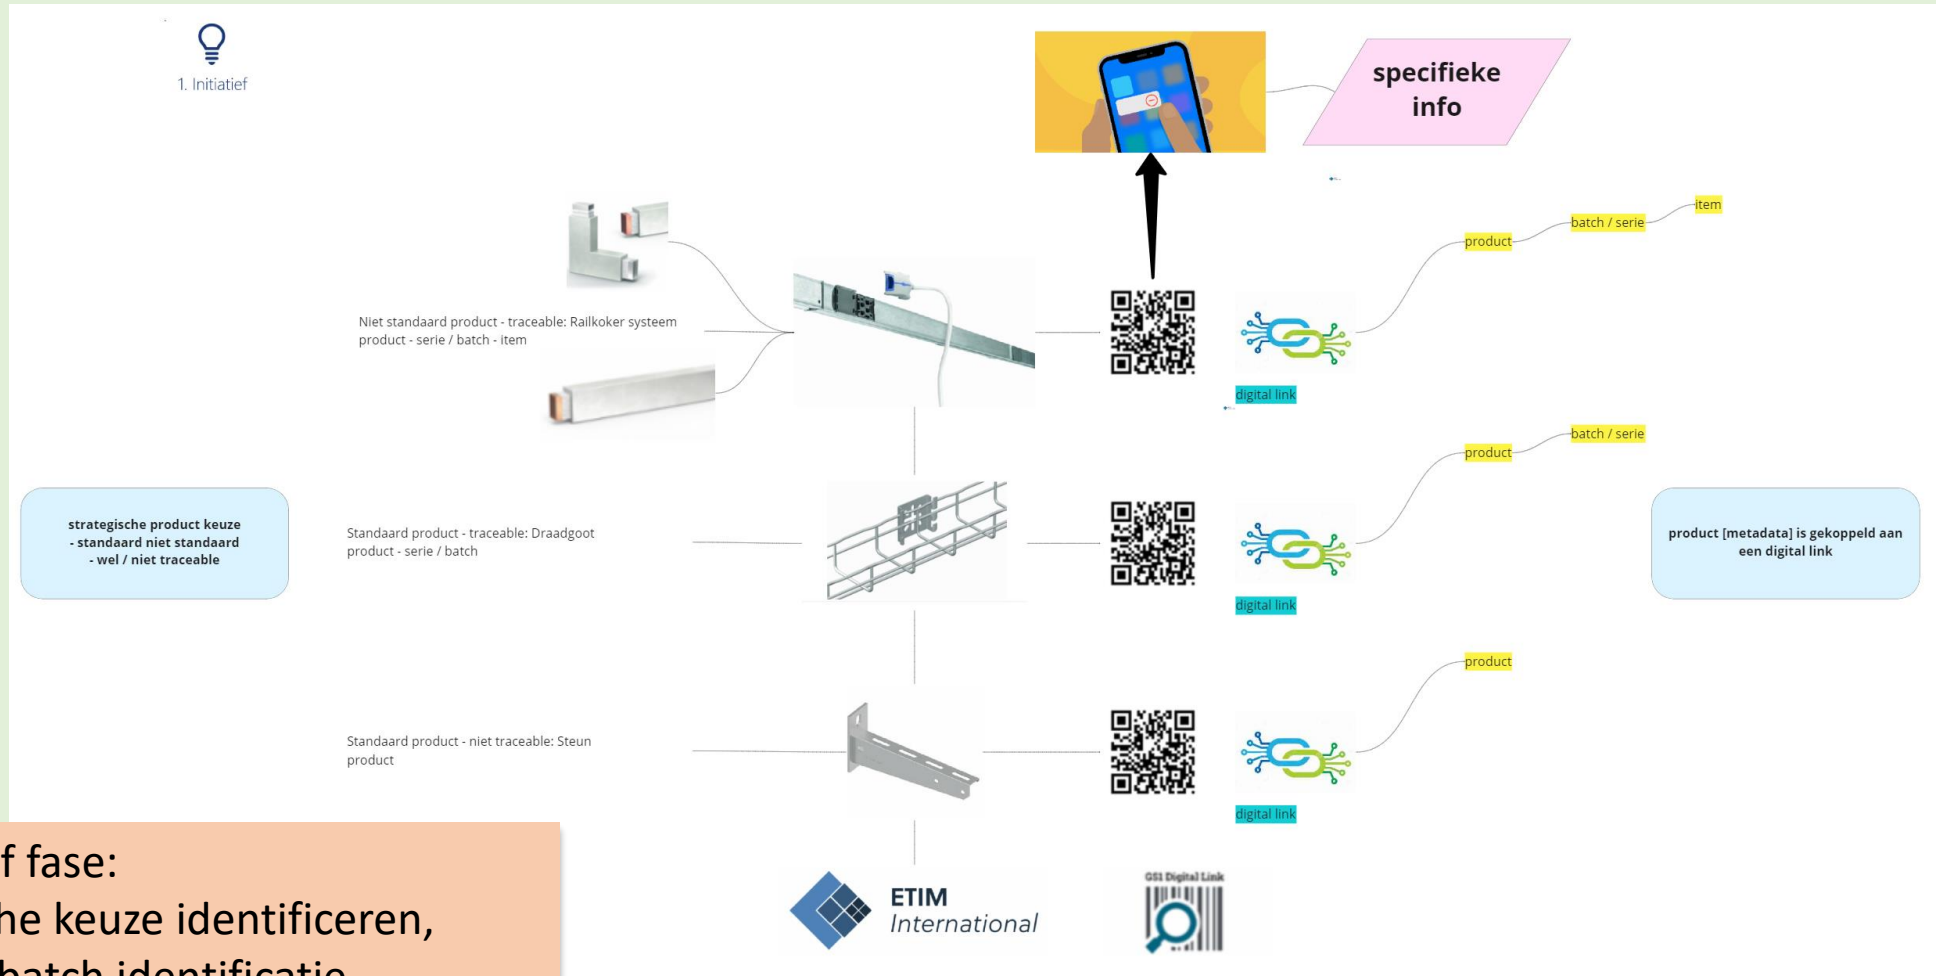 1. Initiatief
specifieke
info
item
batch / serie
product
Niet standaard product - traceable: Railkoker systeem
product - serie / batch - item
digital link
batch / serie
product
strategische product keuze
- standaard niet standaard
- wel / niet traceable
Standaard product - traceable: Draadgoot
product - serie / batch
product [metadata] is gekoppeld aan
een digital link
digital link
product
Standaard product - niet traceable: Steun
product
digital link
f fase:
he keuze identificeren,
batch identificatie
ETIM
International
GS1 Digital Link